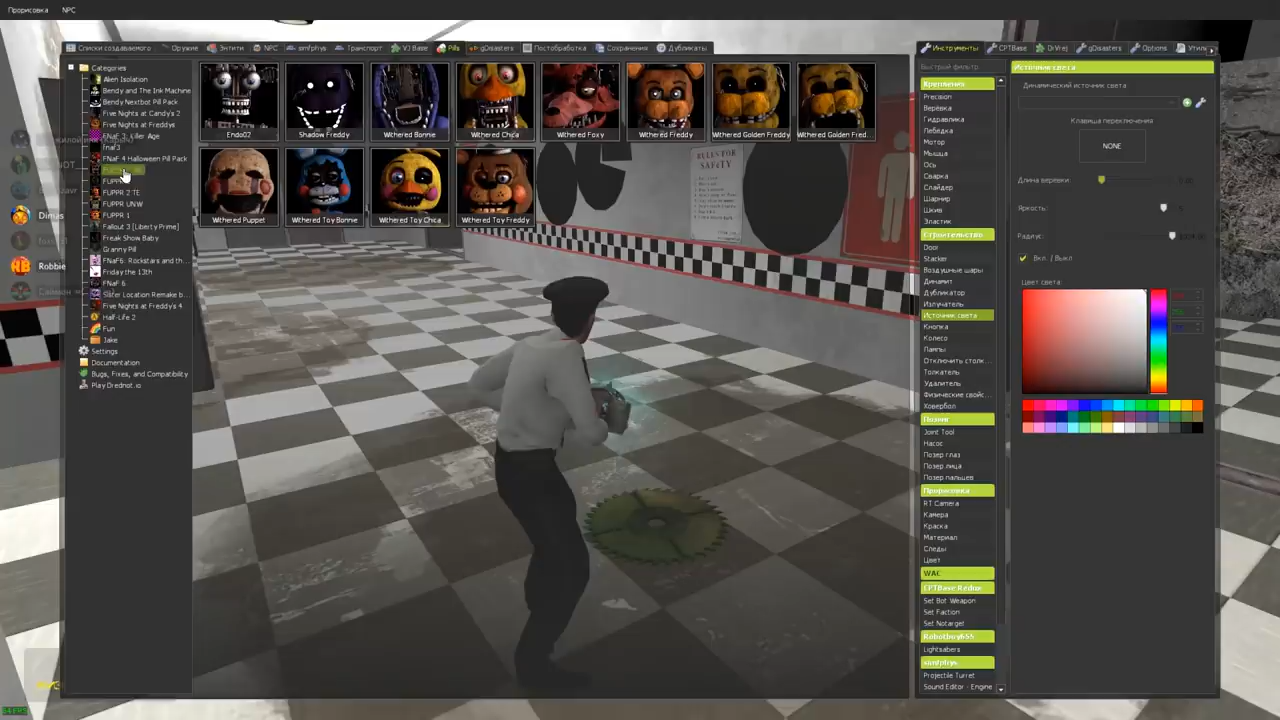 Прорисовка NPC
Списки создаваемого Оружие Энтити NPC simfphys Транспорт VJ Base Pills gDisasters Постобработка Сохранения Дубликаты
Categories
Alien Isolation
Bendy and The Ink Machine
Bendy Nextbot Pill Pack
Five Nights at Candy's 2
Five Nights at Freddys
FNaF 3: Killer Age
fnaf3
FNaF 4 Halloween Pill Pack
FUPPR 2 TE
FUPPR UNW
FUPPR 1
Fallout 3 [Liberty Prime]
Freak Show Baby
Granny Pill
FNaF6: Rockstars and th...
Friday the 13th
FNaF 6
Sister Location Remake b...
Five Nights at Freddy's 4
Half-Life 2
Fun
Jake
Settings
Documentation
Bugs, Fixes, and Compatibility
Play Drednot.io
Dimas
Robbie
Endo02 Shadow Freddy Withered Bonnie Withered Chica Withered Foxy Withered Freddy Withered Golden Freddy Withered Golden Fred...
Withered Puppet Withered Toy Bonnie Withered Toy Chica Withered Toy Freddy
RULES FOR
SAFETY
Инструменты CPTBase DiVrej gDisasters Options Утил
Быстрый фильтр
Крепления
Precision
Верёвка
Гидравлика
Лебёдка
Мотор
Мышца
Ось
Сварка
Слайдер
Шарнир
Шкив
Эластик
Строительство
Door
Stacker
Воздушные шары
Динамит
Дубликатор
Излучатель
Источник света
Кнопка
Колесо
Лампы
Отключить столк...
Толкатель
Удалитель
Физические свойс...
Ховербол
Позинг
Joint Tool
Насос
Позер глаз
Позер лица
Позер пальцев
Прорисовка
RT Camera
Камера
Краска
Материал
Следы
Цвет
WAC
CPTBase Redux
Set Bot Weapon
Set Faction
Set Notarget
Robotboy655
Lightsabers
simfphys
Projectile Turret
Sound Editor - Engine
Источник света
Динамический источник света
Клавиша переключения
NONE
Длина верёвки
Яркость:
Радиус:
Вкл. / Выкл
Цвет света: